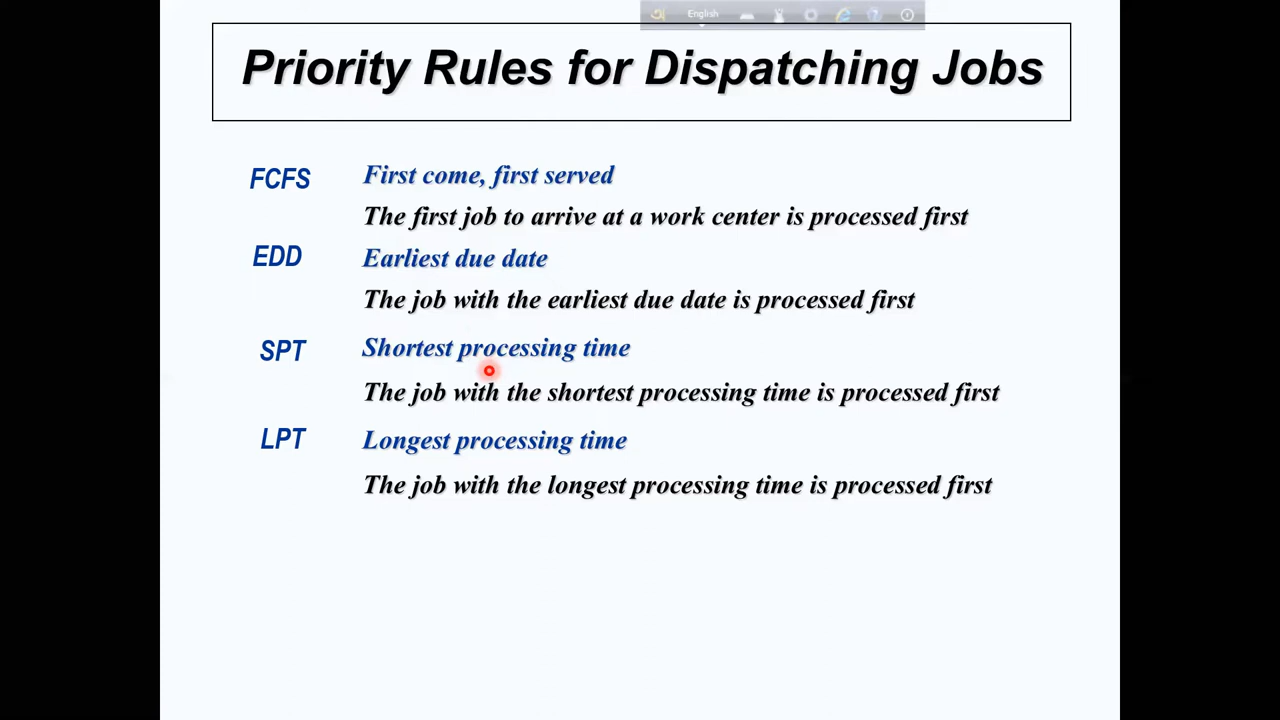 অ English
Priority Rules for Dispatching Jobs
FCFS First come, first served
The first job to arrive at a work center is processed first
EDD Earliest due date
The job with the earliest due date is processed first
SPT Shortest processing time
The job with the shortest processing time is processed first
LPT Longest processing time
The job with the longest processing time is processed first